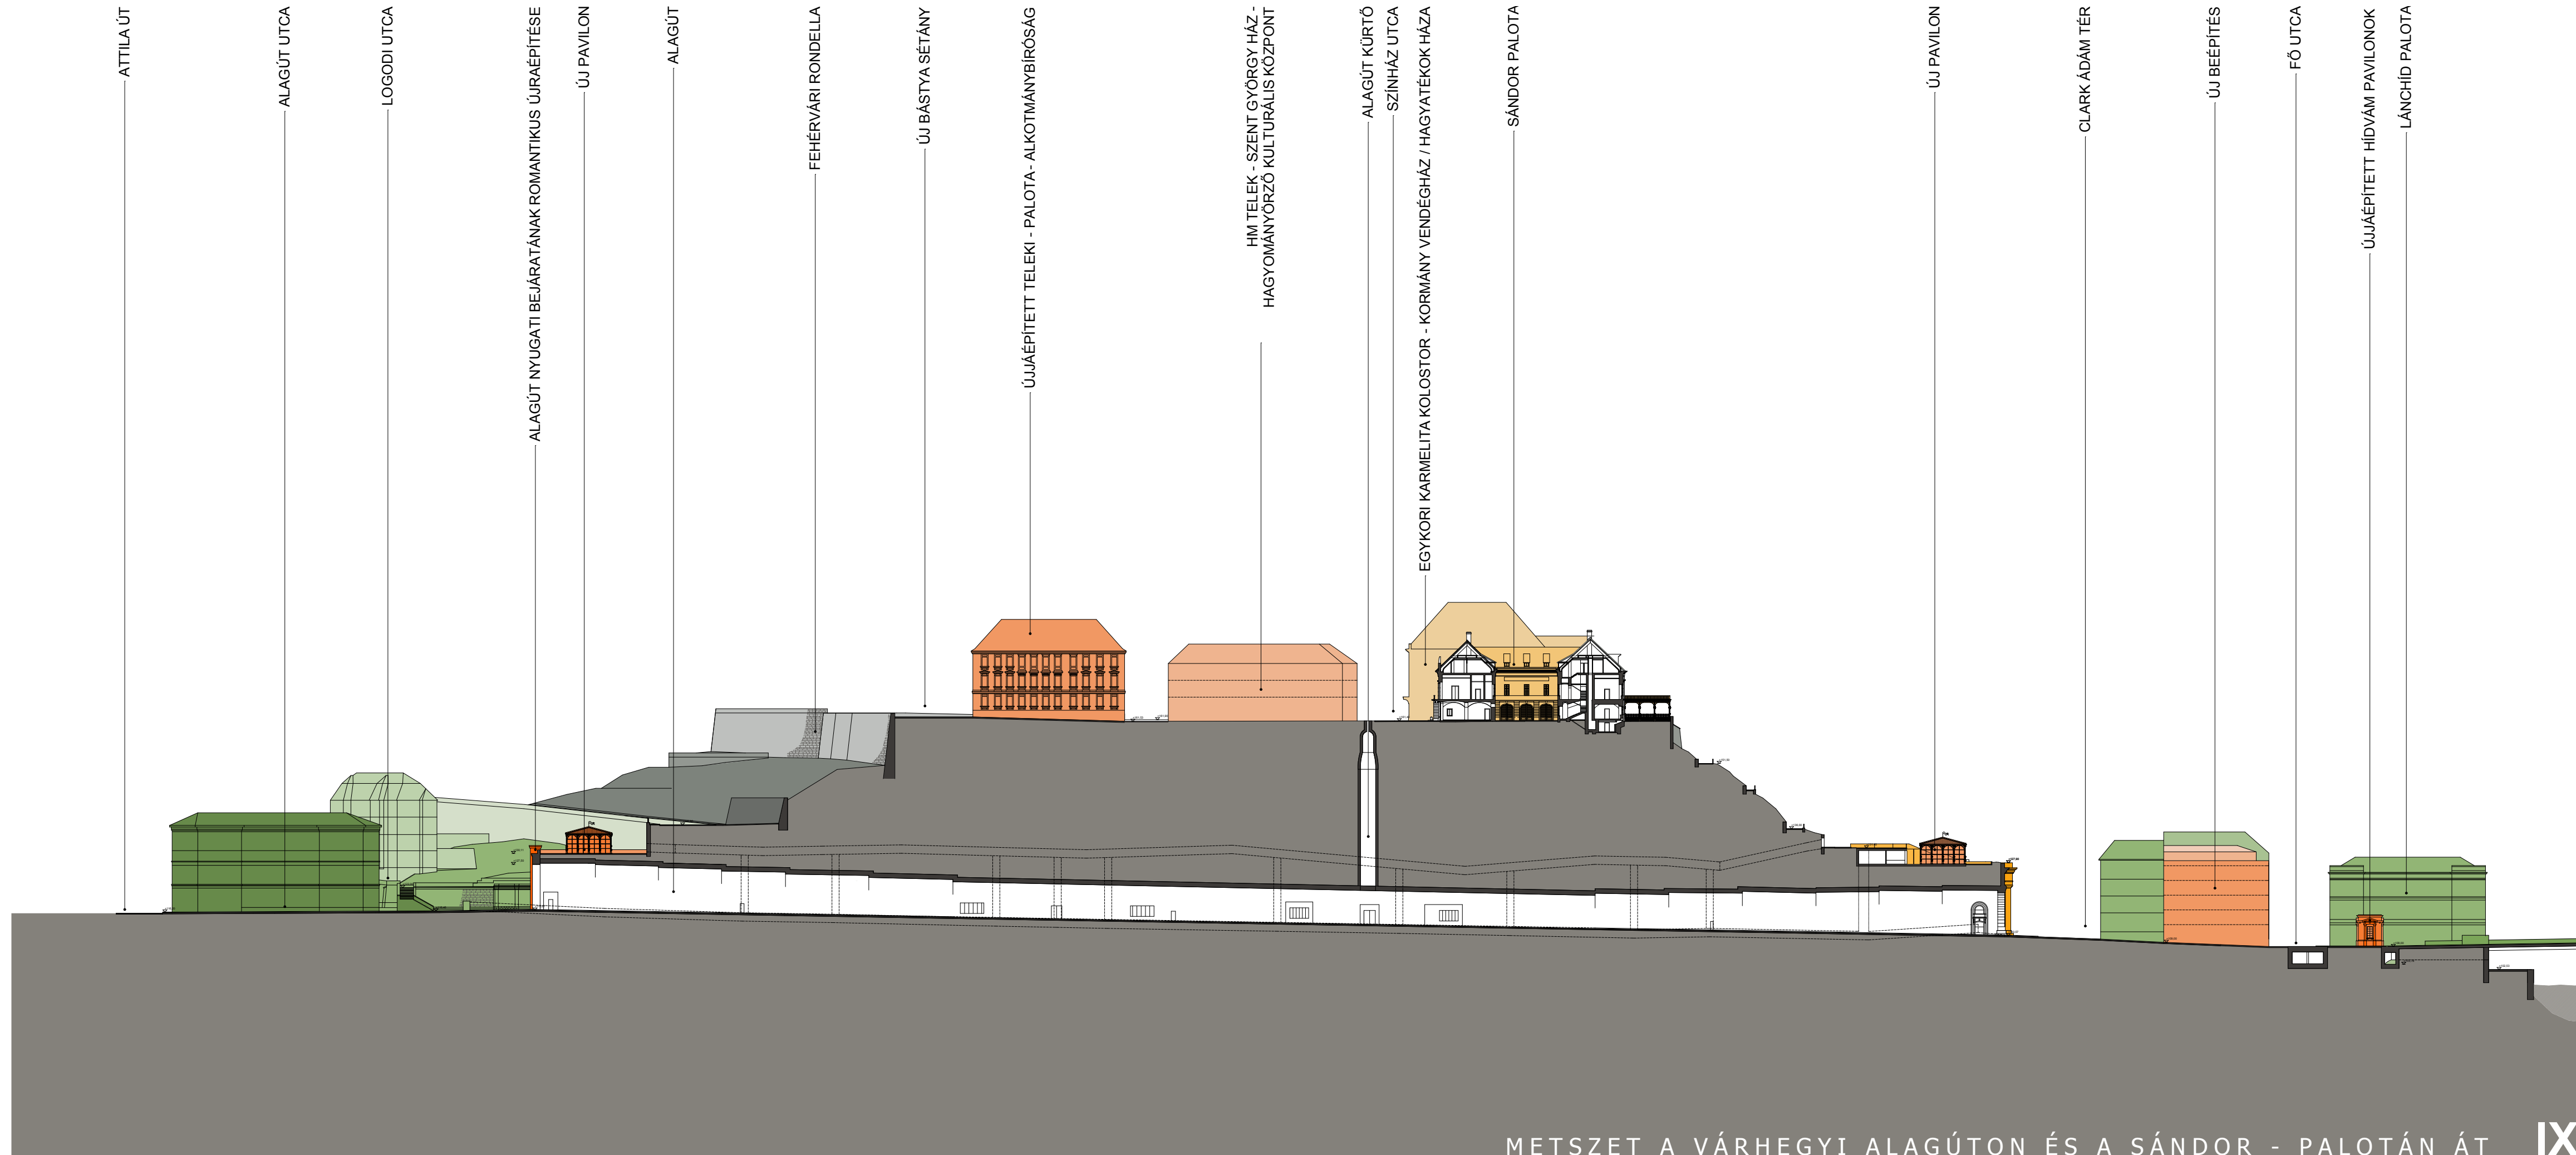 ATTILA ÚT
ALAGÚT UTCA
LOGODI UTCA
ALAGÚT NYUGATI BEJÁRATÁNAK ROMANTIKUS ÚJRAÉPÍTÉSE
ÚJ PAVILON
ALAGÚT
FEHÉRVÁRI RONDELLA
ÚJ BÁSTYA SÉTÁNY
ÚJJÁÉPÍTETT TELEKI - PALOTA - ALKOTMÁNYBÍRÓSÁG
HM TELEK - SZENT GYÖRGY HÁZ -
HAGYOMÁNYŐRZŐ KULTURÁLIS KÖZPONT
ALAGÚT KÜRTŐ
SZÍNHÁZ UTCA
EGYKORI KARMELITA KOLOSTOR - KORMÁNY VENDÉGHÁZ / HAGYATÉKOK HÁZA
SÁNDOR PALOTA
ÚJ PAVILON
CLARK ÁDÁM TÉR
ÚJ BEÉPÍTÉS
FŐ UTCA
ÚJJÁÉPÍTETT HÍDVÁM PAVILONOK
LÁNCHÍD PALOTA
METSZET A VÁRHEGYI ALAGÚTON ÉS A SÁNDOR - PALOTÁN ÁT IX